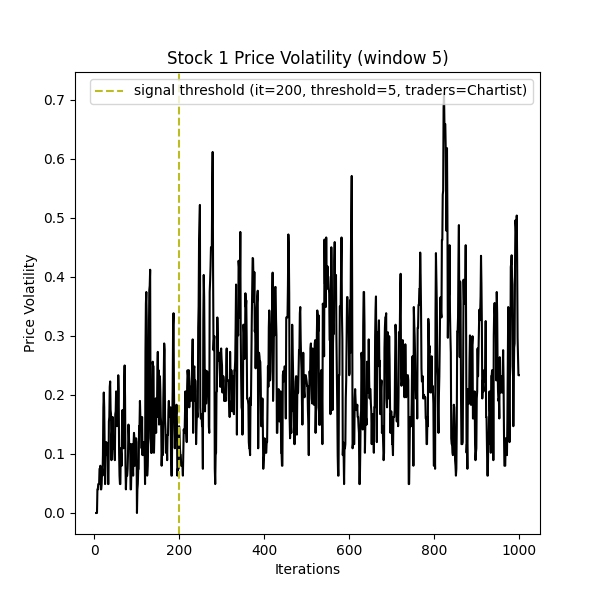 Stock 1 Price Volatility (window 5)
signal threshold (it=200, threshold=5, traders=Chartist)
Price Volatility
0.7
0.6
0.5
0.4
0.3
0.2
0.1
0.0
0 200 400 600 800 1000
Iterations